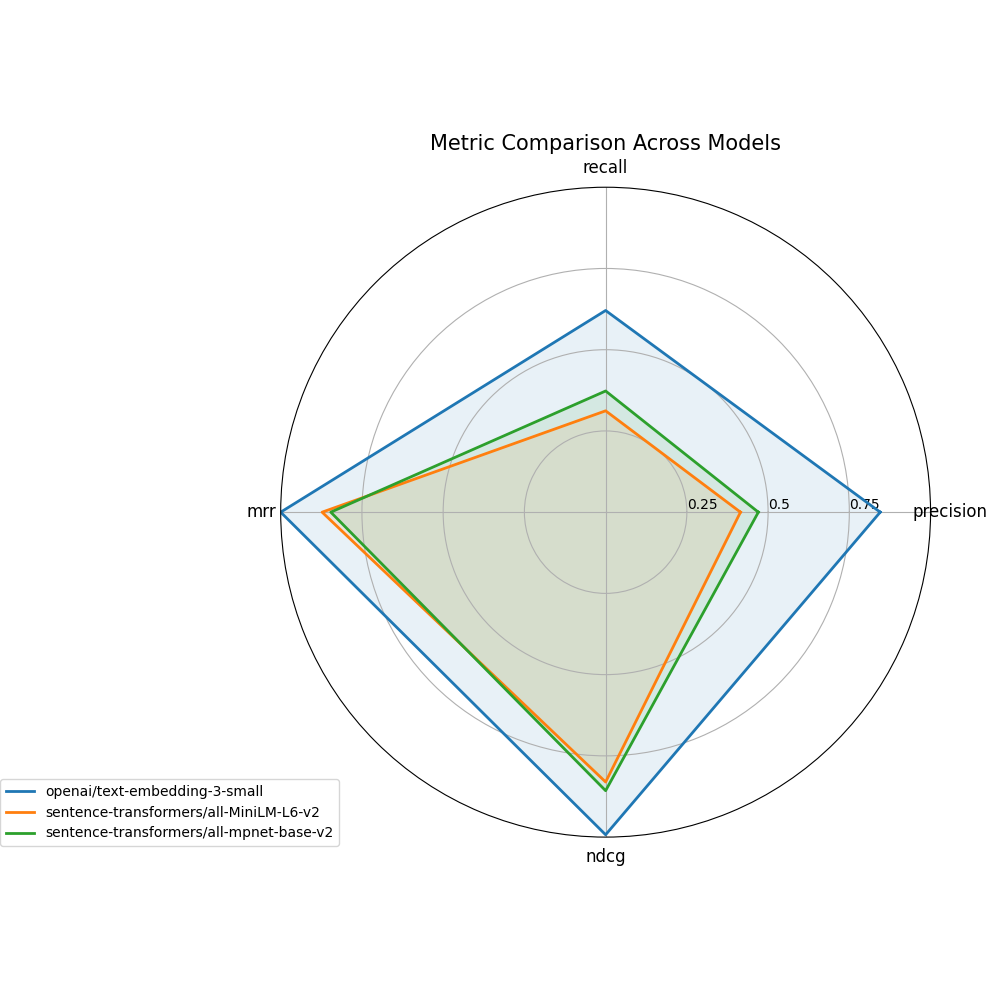 Metric Comparison Across Models
recall
mrr
0.25
0.5
0.75
precision
openai/text-embedding-3-small
sentence-transformers/all-MiniLM-L6-v2
sentence-transformers/all-mpnet-base-v2
ndcg